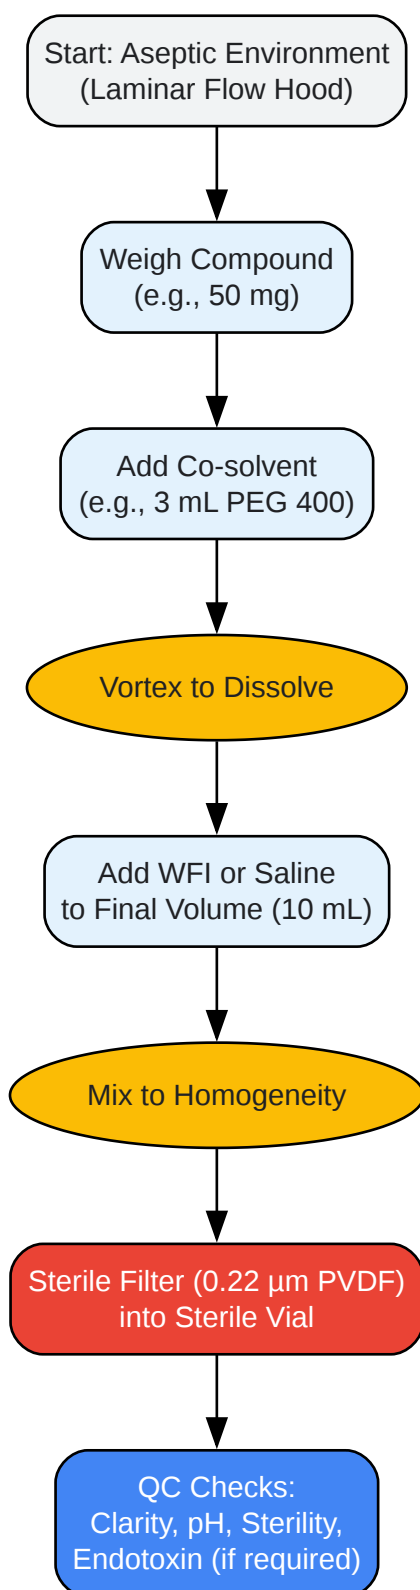 Start: Aseptic Environment
(Laminar Flow Hood)
Weigh Compound
(e.g., 50 mg)
Add Co-solvent
(e.g., 3 mL PEG 400)
Vortex to Dissolve
Add WFI or Saline
to Final Volume (10 mL)
Mix to Homogeneity
Sterile Filter (0.22 µm PVDF)
into Sterile Vial
QC Checks:
Clarity, pH, Sterility,
Endotoxin (if required)